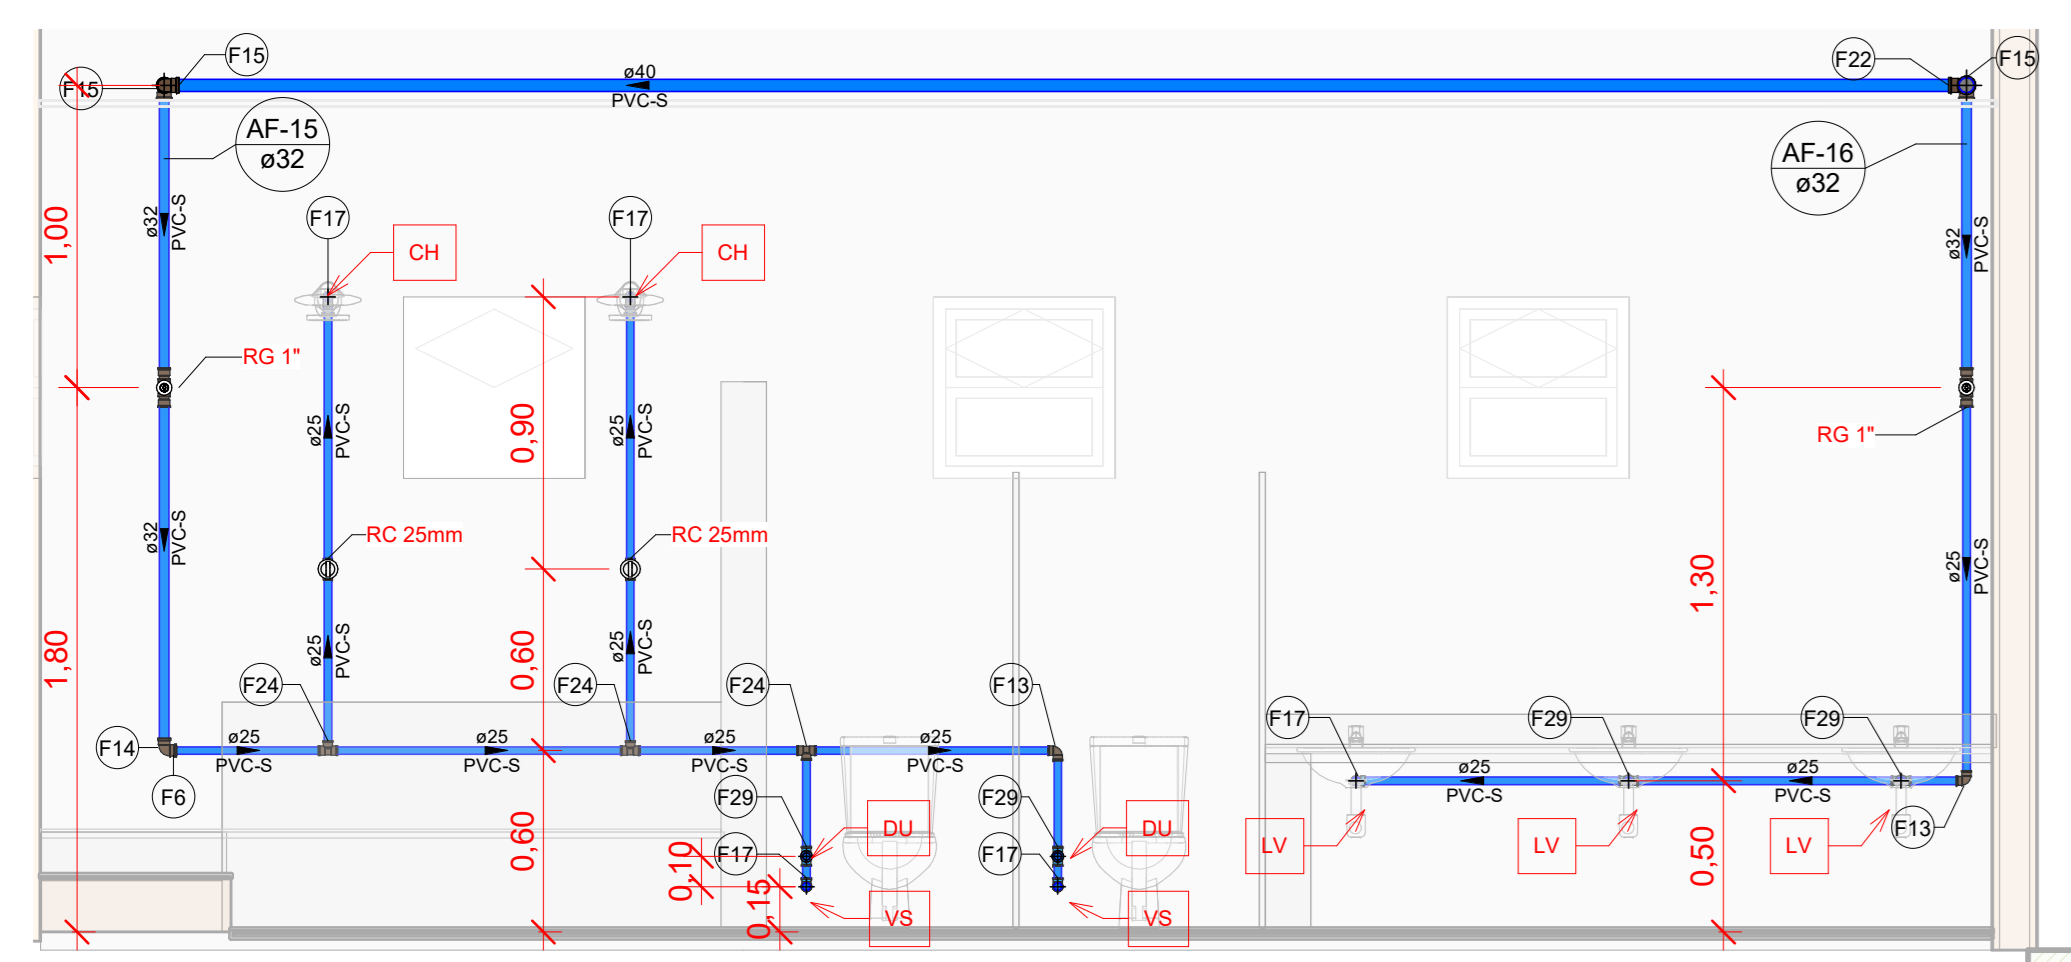 F15
F15
ø40
PVC-S
F22
F15
AF-15
ø32
AF-16
ø32
ø32
PVC-S
F17
CH
F17
CH
ø32
PVC-S
1,00
RG 1"
ø25
PVC-S
0,90
ø25
PVC-S
RG 1"
ø32
PVC-S
RC 25mm
RC 25mm
ø25
PVC-S
1,30
1,80
ø25
PVC-S
0,60
ø25
PVC-S
F24
F24
F24
F13
F17
F29
F29
F14
ø25
PVC-S
ø25
PVC-S
ø25
PVC-S
ø25
PVC-S
ø25
PVC-S
ø25
PVC-S
F6
F29
F29
DU
DU
F13
0,60
F17
F17
LV
LV
LV
0,10
0,15
0,50
VS
VS